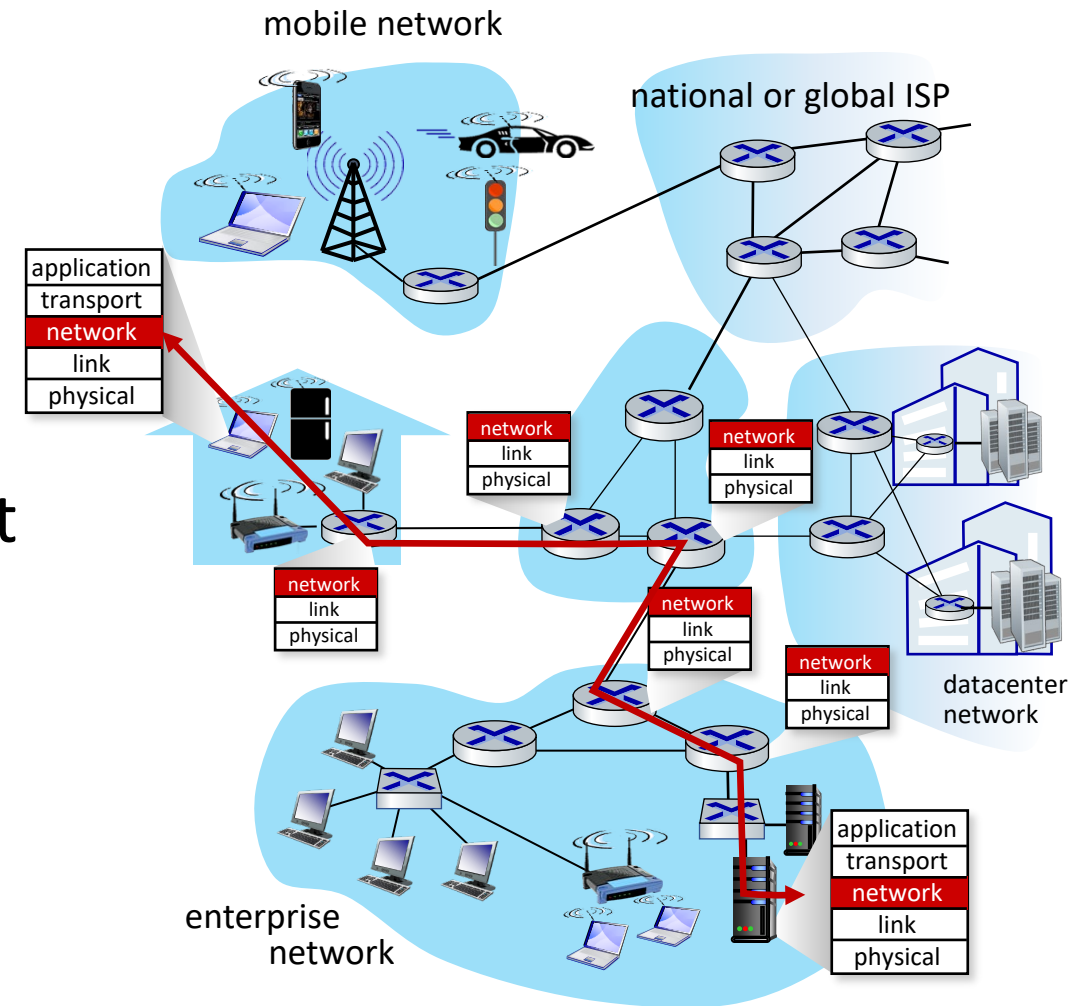 mobile network
national or global ISP
application
transport
network
link
physical
network
link
physical
network
link
physical
t
network
link
physical
network
link
physical
network
link
physical
datacenter
network
application
transport
network
link
physical
enterprise
network